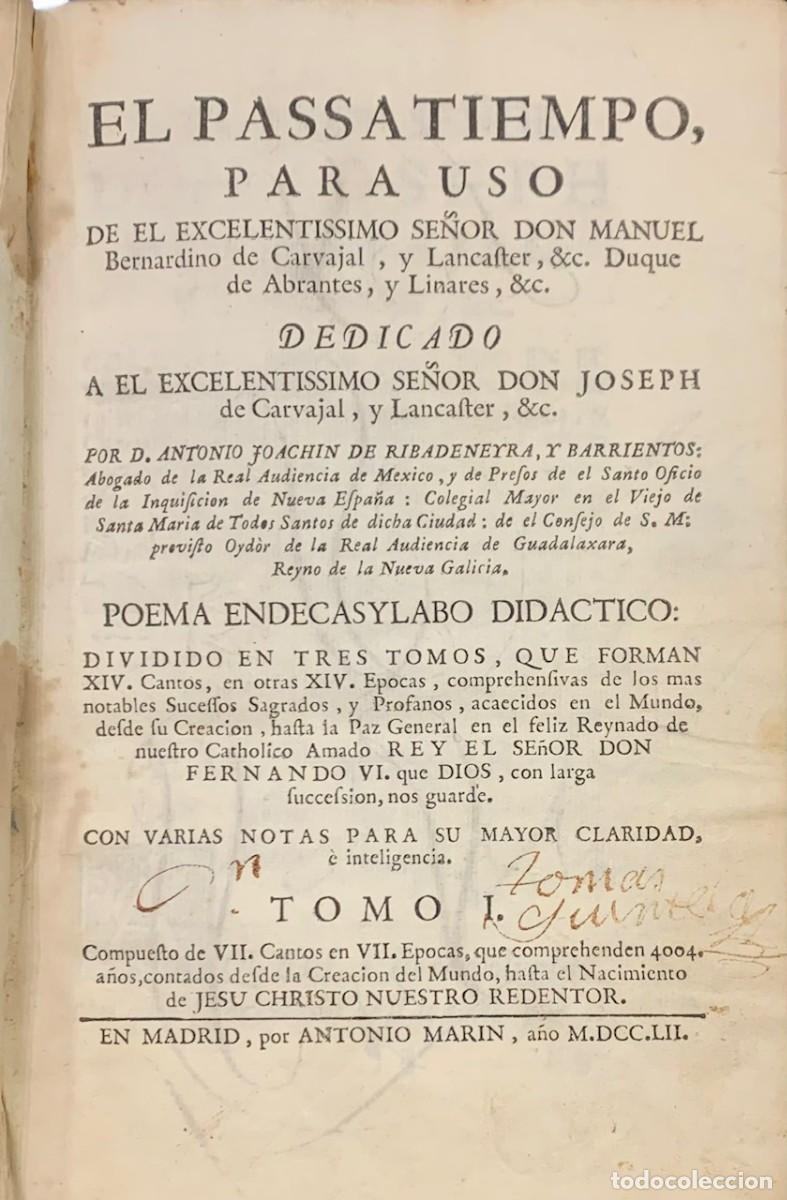 EL PASSATIEMPO,
PARA USO
DE EL EXCELENTISSIMO SEÑOR DON MANUEL
Bernardino de Carvajal, y Lancaſter, &c. Duque
de Abrantes, y Linares, &c.
DEDICADO
A EL EXCELENTISSIMO SEÑOR DON JOSEPH
de Carvajal, y Lancaſter, &c.
POR D. ANTONIO JOACHIN DE RIBADENEYRA, Y BARRIENTOS:
Abogado de la Real Audiencia de Mexico, y de Preſos de el Santo Oficio
de la Inquiſicion de Nueva Eſpaña: Colegial Mayor en el Viejo de
Santa Maria de Todos Santos de dicha Ciudad: de el Conſejo de S. M:
previſto Oydòr de la Real Audiencia de Guadalaxara,
Reyno de la Nueva Galicia.
POEMA ENDECASYLABO DIDACTICO:
DIVIDIDO EN TRES TOMOS, QUE FORMAN
XIV. Cantos, en otras XIV. Epocas, comprehenſivas de los mas
notables Suceſſos Sagrados, y Profanos, acaecidos en el Mundo,
deſde ſu Creacion, haſta la Paz General en el feliz Reynado de
nueſtro Catholico Amado REY EL SEñOR DON
FERNANDO VI. que DIOS, con larga
ſucceſsion, nos guarde.
CON VARIAS NOTAS PARA SU MAYOR CLARIDAD,
è inteligencia.
Tomas
TOMO I.
Compueſto de VII. Cantos en VII. Epocas, que comprehenden 4004.
años, contados deſde la Creacion del Mundo, haſta el Nacimiento
de JESU CHRISTO NUESTRO REDENTOR.
EN MADRID, por ANTONIO MARIN, año M.DCC.LII.
todocoleccion